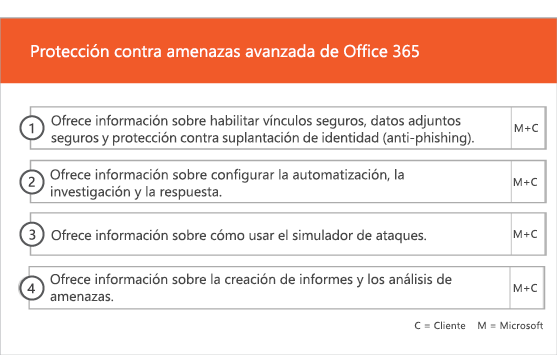 Protección contra amenazas avanzada de Office 365
1 Ofrece información sobre habilitar vínculos seguros, datos adjuntos
seguros y protección contra suplantación de identidad (anti-phishing).
M+C
2 Ofrece información sobre configurar la automatización, la
investigación y la respuesta.
M+C
3 Ofrece información sobre cómo usar el simulador de ataques.
M+C
4 Ofrece información sobre la creación de informes y los análisis de
amenazas.
M+C
C = Cliente M = Microsoft